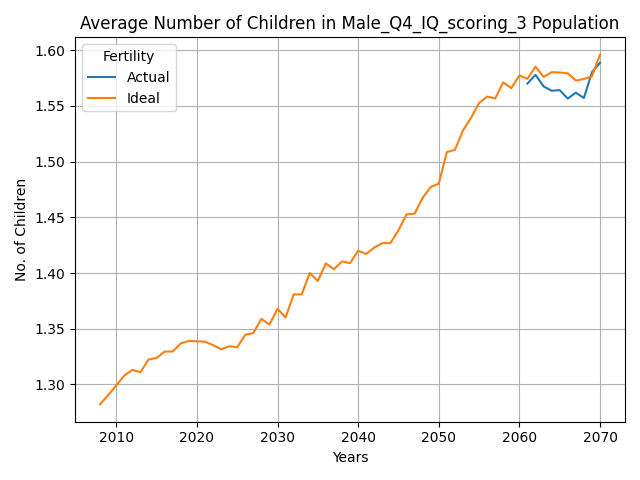 Average Number of Children in Male_Q4_IQ_scoring_3 Population
Fertility
Actual
Ideal
No. of Children
1.60
1.55
1.50
1.45
1.40
1.35
1.30
2010 2020 2030 2040 2050 2060 2070
Years